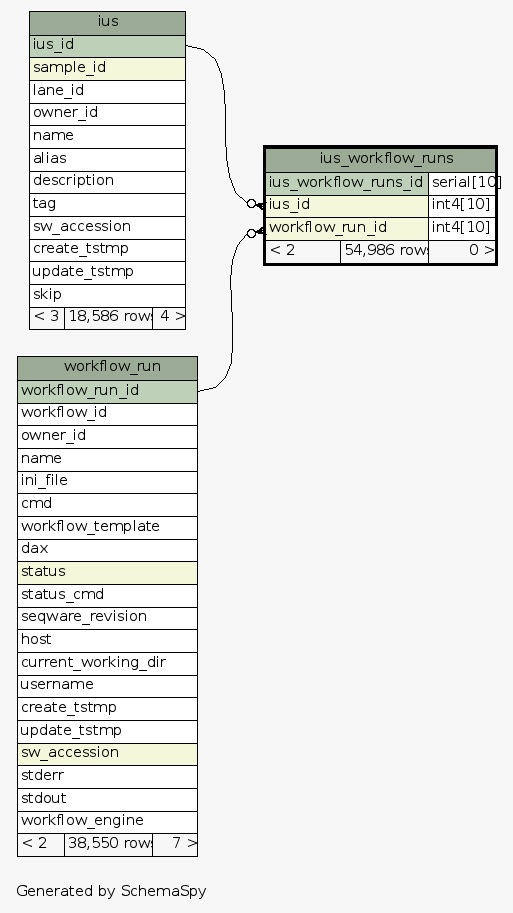 ius
ius_id
sample_id
lane_id
owner_id
name
alias
description
tag
sw_accession
create_tstmp
update_tstmp
skip
< 3 18,586 rows 4 >
ius_workflow_runs
ius_workflow_runs_id serial[10]
ius_id int4[10]
workflow_run_id int4[10]
< 2 54,986 rows 0 >
workflow_run
workflow_run_id
workflow_id
owner_id
name
ini_file
cmd
workflow_template
dax
status
status_cmd
seqware_revision
host
current_working_dir
username
create_tstmp
update_tstmp
sw_accession
stderr
stdout
workflow_engine
< 2 38,550 rows 7 >
Generated by SchemaSpy